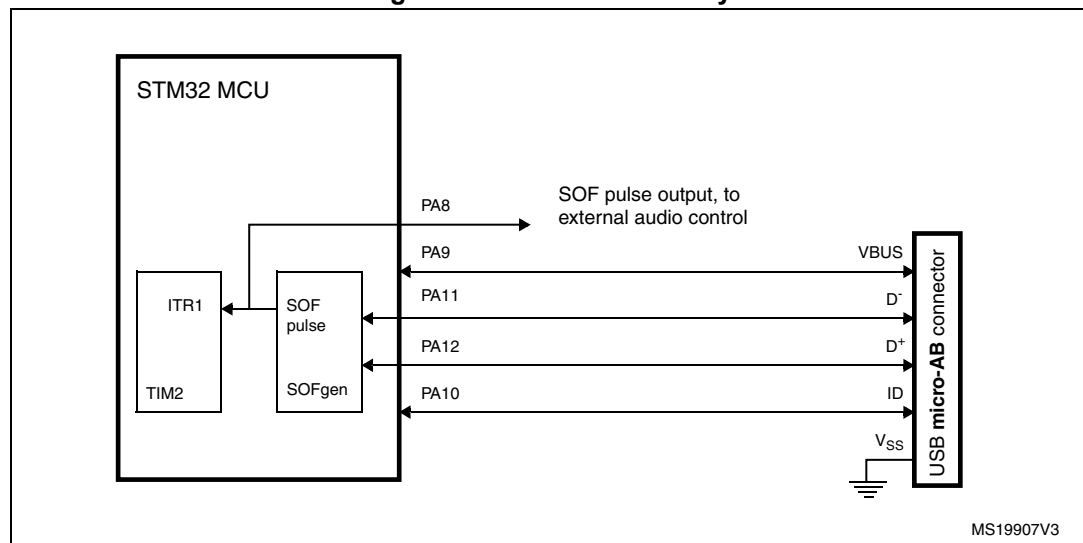 STM32 MCU
PA8
SOF pulse output, to
external audio control
PA9
VBUS
ITR1
SOF
pulse
PA11
D-
PA12
D+
TIM2
SOFgen
PA10
ID
VSS
USB micro-AB connector
MS19907V3